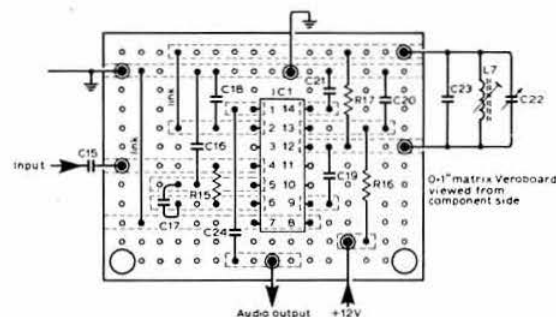 C21
IC1
link
C18
R17
C20
C23
L7
C22
1 14
2 13
3 12
4 11
5 10
6 9
7 8
link
C16
Input
C15
R15
C19
R16
C17
C24
0·1" matrix Veroboard
viewed from
component side
Audio output
+12V